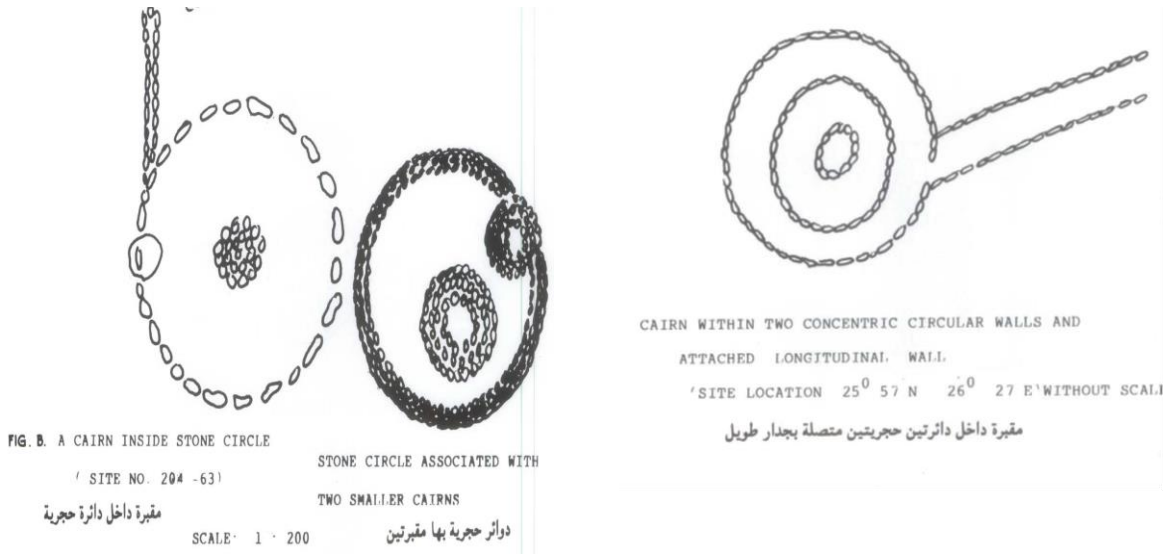 FIG. B. A CAIRN INSIDE STONE CIRCLE
( SITE NO. 204 -63)
مقبرة داخل دائرة حجرية
STONE CIRCLE ASSOCIATED WITH
TWO SMALLER CAIRNS
دوائر حجرية بها مقبرتين
SCALE· 1 · 200
CAIRN WITHIN TWO CONCENTRIC CIRCULAR WALLS AND
ATTACHED LONGITUDINAL WALL
'SITE LOCATION 25⁰ 57 N 26⁰ 27 E'WITHOUT SCAL
مقبرة داخل دائرتين حجريتين متصلة بجدار طويل